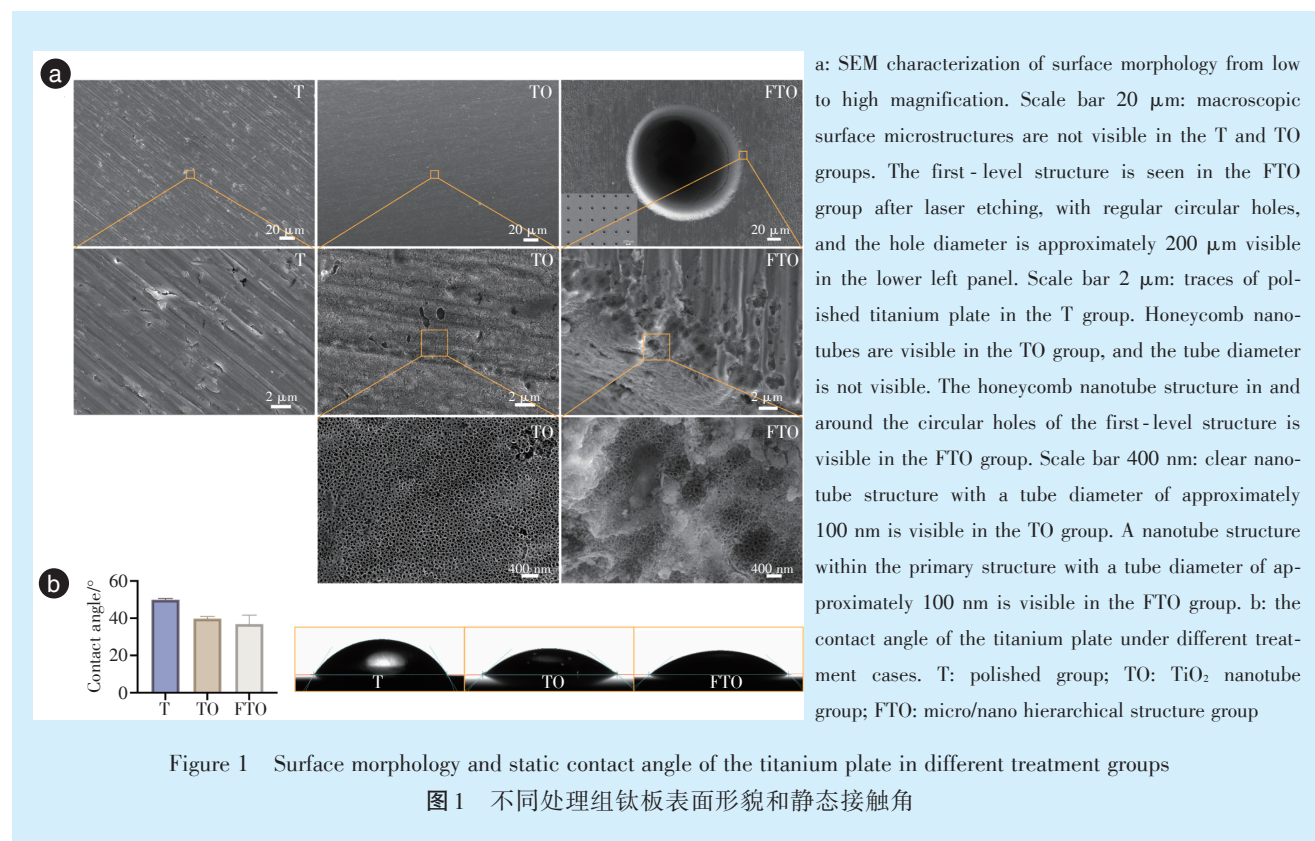 a
T
TO
FTO
20 μm
20 μm
20 μm
T
TO
FTO
2 μm
2 μm
2 μm
TO
FTO
400 nm
400 nm
b
60
40
20
0
Contact angle/°
T
TO
FTO
T
TO
FTO
a: SEM characterization of surface morphology from low
to high magnification. Scale bar 20 μm: macroscopic
surface microstructures are not visible in the T and TO
groups. The first-level structure is seen in the FTO
group after laser etching, with regular circular holes,
and the hole diameter is approximately 200 μm visible
in the lower left panel. Scale bar 2 μm: traces of pol-
ished titanium plate in the T group. Honeycomb nano-
tubes are visible in the TO group, and the tube diameter
is not visible. The honeycomb nanotube structure in and
around the circular holes of the first-level structure is
visible in the FTO group. Scale bar 400 nm: clear nano-
tube structure with a tube diameter of approximately
100 nm is visible in the TO group. A nanotube structure
within the primary structure with a tube diameter of ap-
proximately 100 nm is visible in the FTO group. b: the
contact angle of the titanium plate under different treat-
ment cases. T: polished group; TO: TiO₂ nanotube
group; FTO: micro/nano hierarchical structure group
Figure 1 Surface morphology and static contact angle of the titanium plate in different treatment groups
图1 不同处理组钛板表面形貌和静态接触角